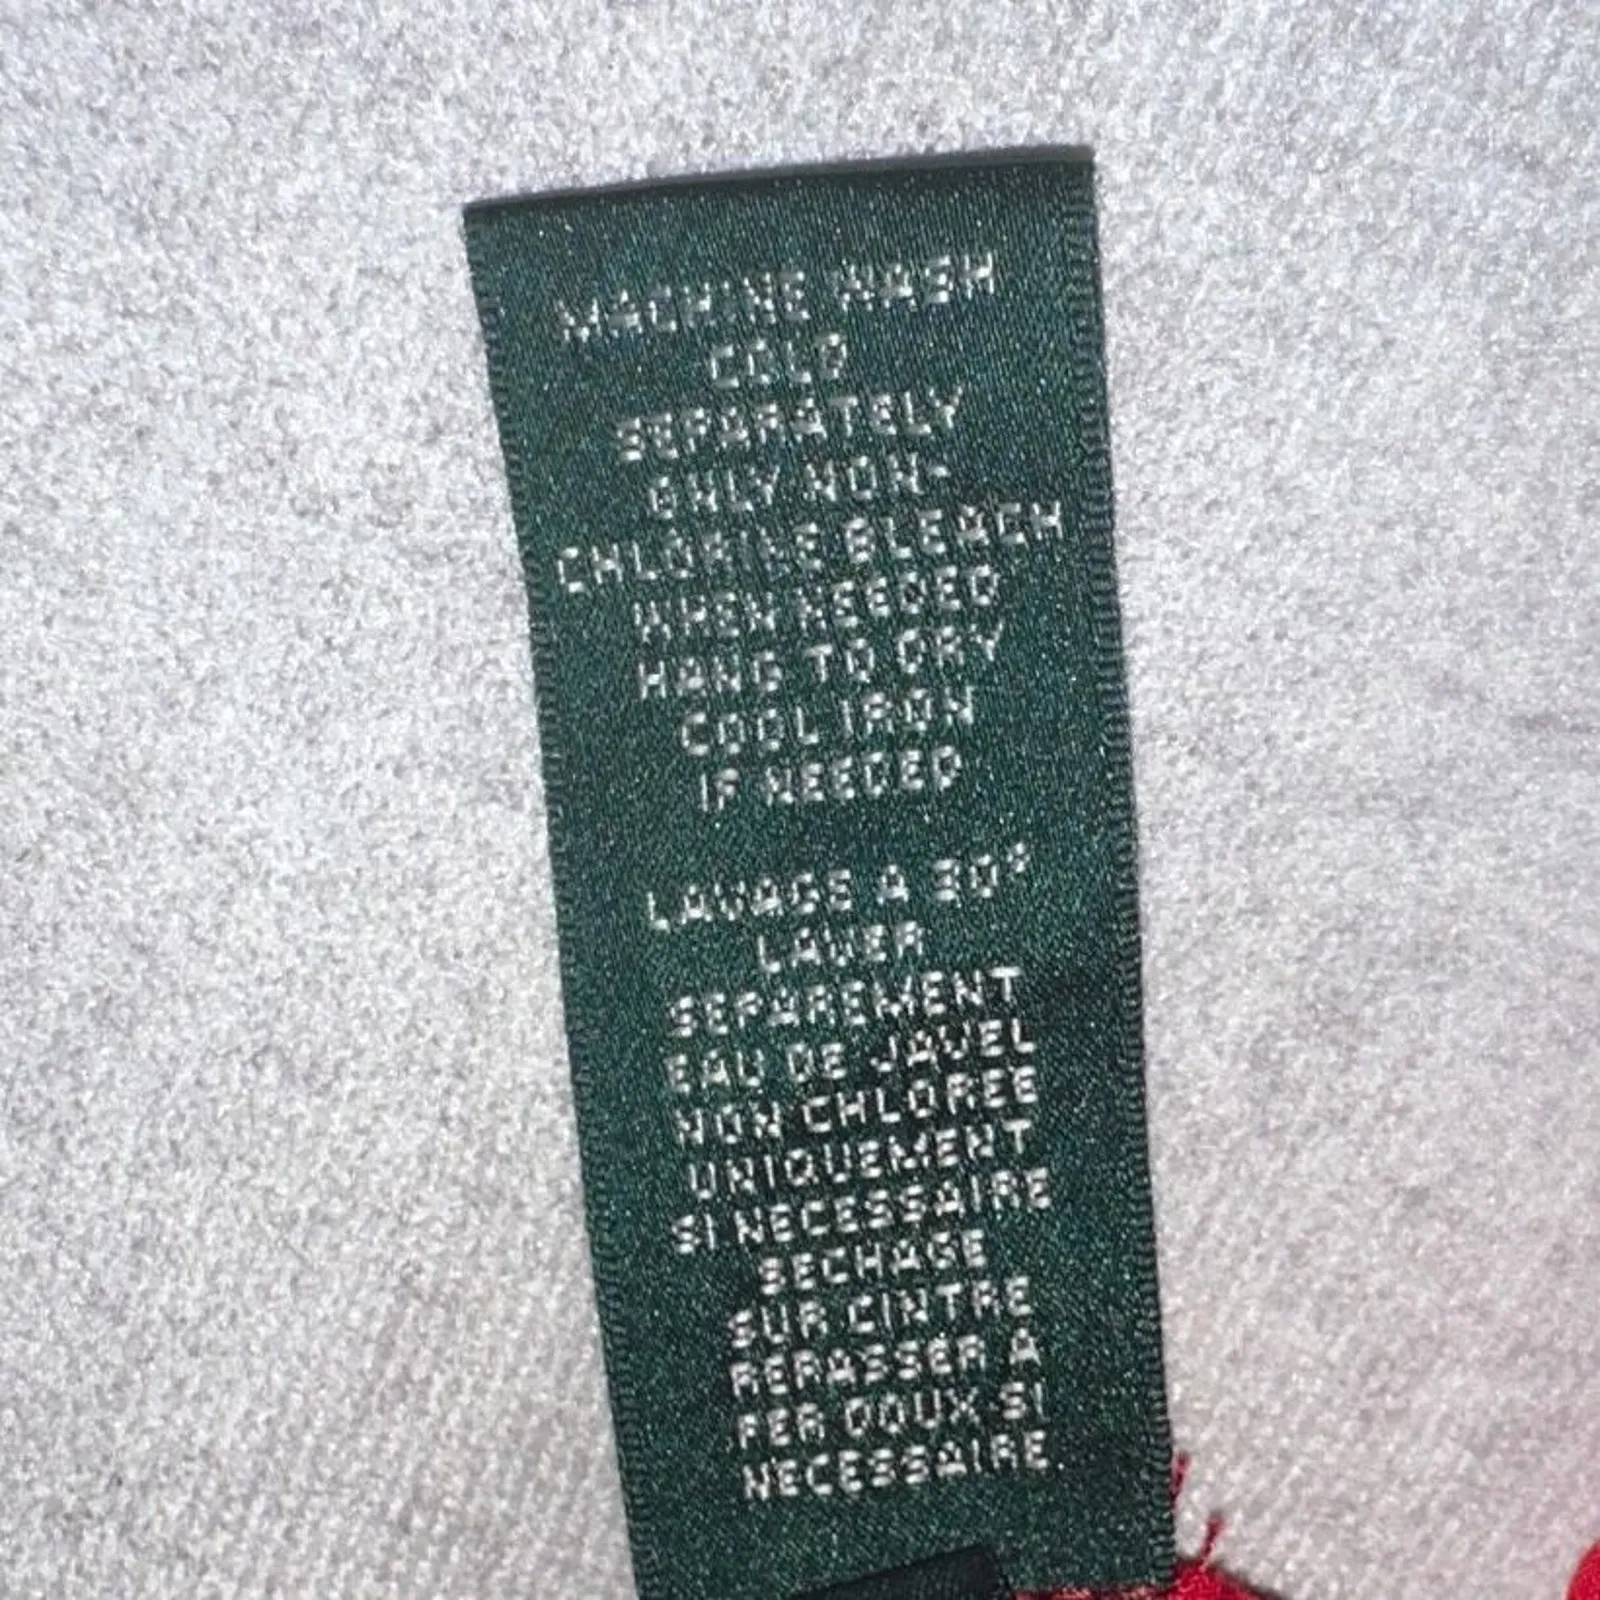 MACHINE WASH
COLD
SEPARATELY
ONLY NON-
CHLORINE BLEACH
WHEN NEEDED
HANG TO DRY
COOL IRON
IF NEEDED
LAVAGE A 30°
LAVER
SEPAREMENT
EAU DE JAVEL
NON CHLOREE
UNIQUEMENT
SI NECESSAIRE
SECHAGE
SUR CINTRE
REPASSER A
FER DOUX SI
NECESSAIRE